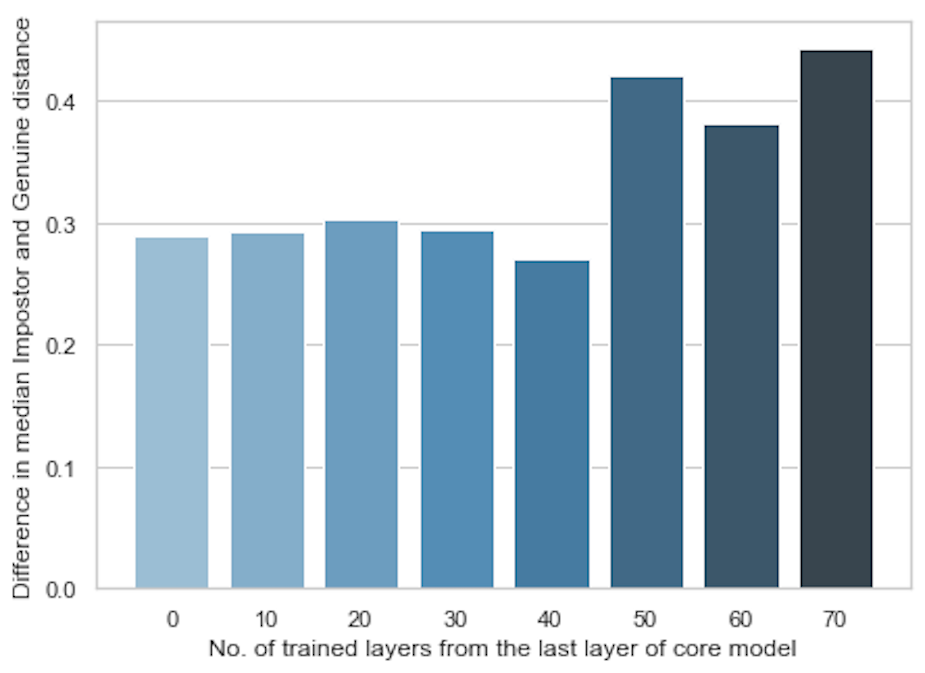 Difference in median Impostor and Genuine distance
0.4
0.3
0.2
0.1
0.0
0 10 20 30 40 50 60 70
No. of trained layers from the last layer of core model